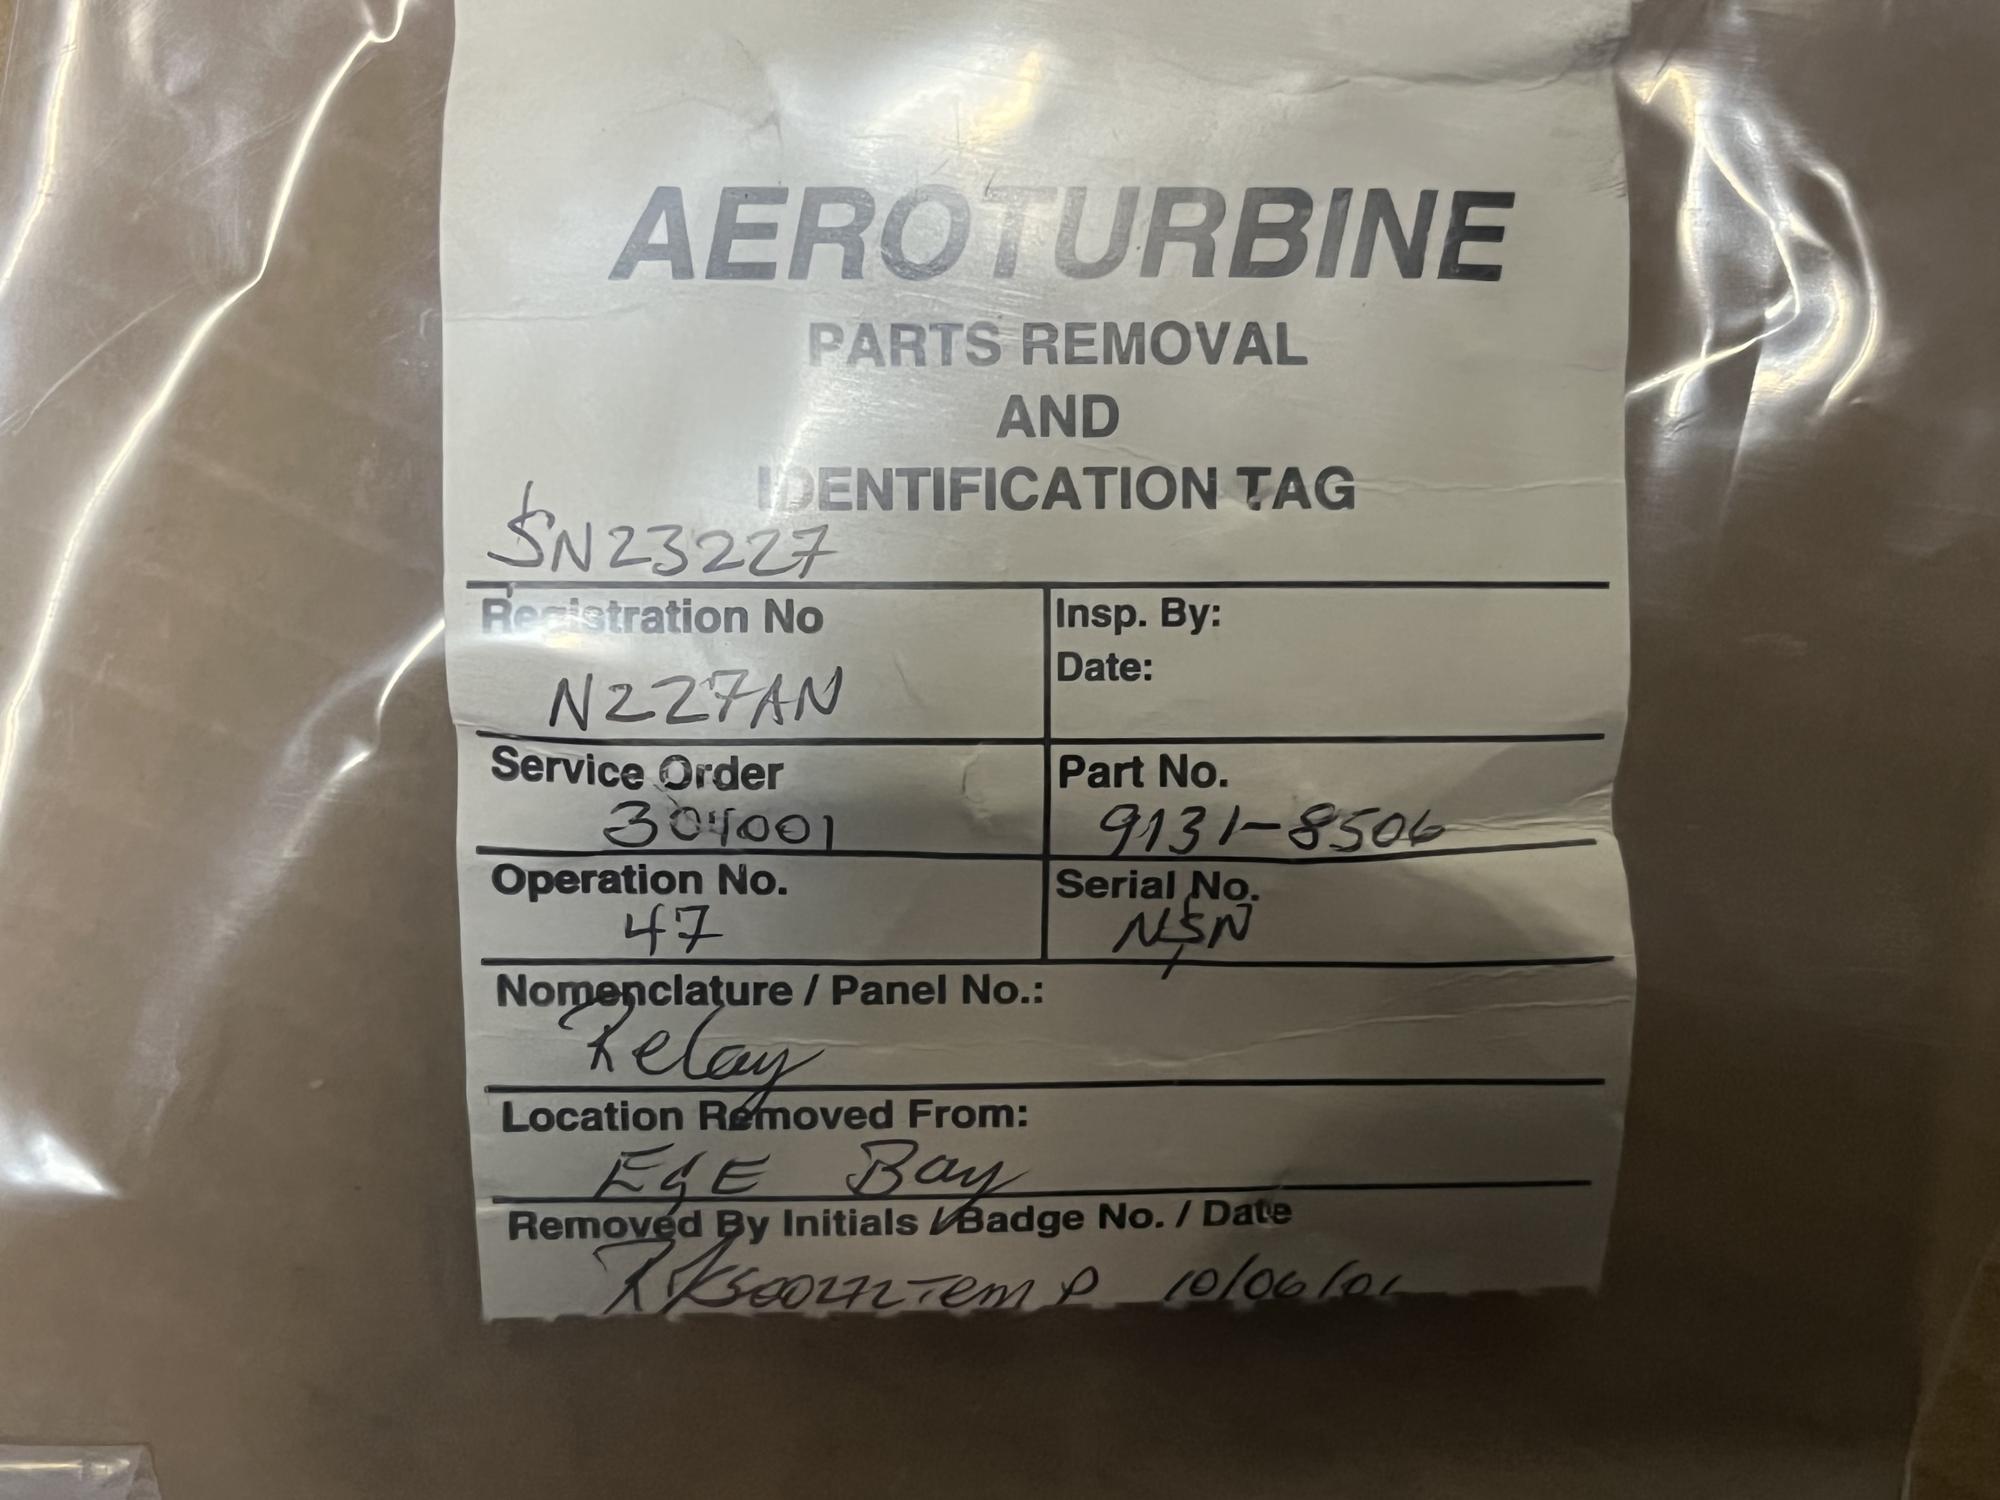 AEROTURBINE
PARTS REMOVAL
AND
IDENTIFICATION TAG
SN23227
Registration No
N227AN
Insp. By:
Date:
Service Order
304001
Part No.
9131-8506
Operation No.
47
Serial No.
NSN
Nomenclature / Panel No.:
Relay
Location Removed From:
E&E Bay
Removed By Initials / Badge No. / Date
Temp 10/06/01